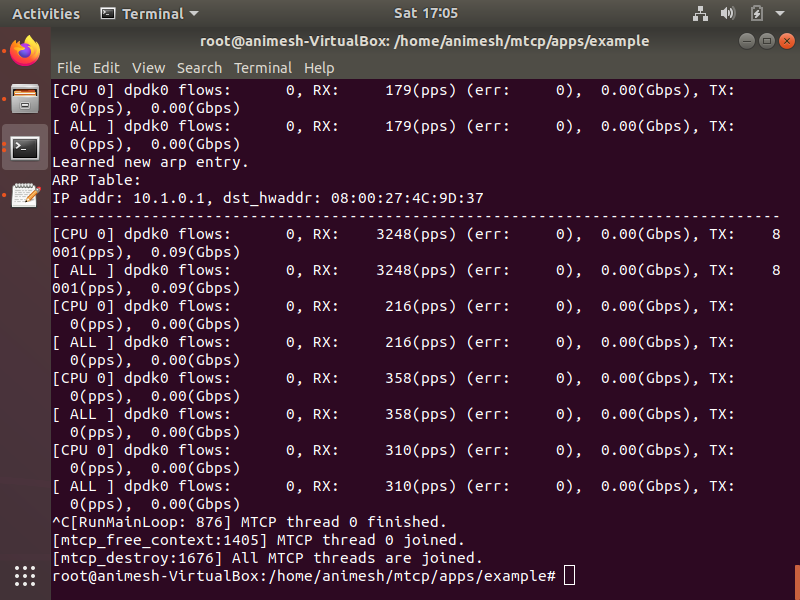 Activities Terminal Sat 17:05
root@animesh-VirtualBox: /home/animesh/mtcp/apps/example
File Edit View Search Terminal Help
[CPU 0] dpdk0 flows:      0, RX:     179(pps) (err:     0),  0.00(Gbps), TX:
  0(pps),  0.00(Gbps)
[ ALL ] dpdk0 flows:      0, RX:     179(pps) (err:     0),  0.00(Gbps), TX:
  0(pps),  0.00(Gbps)
Learned new arp entry.
ARP Table:
IP addr: 10.1.0.1, dst_hwaddr: 08:00:27:4C:9D:37
---------------------------------------------------------------------------------
[CPU 0] dpdk0 flows:      0, RX:    3248(pps) (err:     0),  0.00(Gbps), TX:    8
001(pps),  0.09(Gbps)
[ ALL ] dpdk0 flows:      0, RX:    3248(pps) (err:     0),  0.00(Gbps), TX:    8
001(pps),  0.09(Gbps)
[CPU 0] dpdk0 flows:      0, RX:     216(pps) (err:     0),  0.00(Gbps), TX:
  0(pps),  0.00(Gbps)
[ ALL ] dpdk0 flows:      0, RX:     216(pps) (err:     0),  0.00(Gbps), TX:
  0(pps),  0.00(Gbps)
[CPU 0] dpdk0 flows:      0, RX:     358(pps) (err:     0),  0.00(Gbps), TX:
  0(pps),  0.00(Gbps)
[ ALL ] dpdk0 flows:      0, RX:     358(pps) (err:     0),  0.00(Gbps), TX:
  0(pps),  0.00(Gbps)
[CPU 0] dpdk0 flows:      0, RX:     310(pps) (err:     0),  0.00(Gbps), TX:
  0(pps),  0.00(Gbps)
[ ALL ] dpdk0 flows:      0, RX:     310(pps) (err:     0),  0.00(Gbps), TX:
  0(pps),  0.00(Gbps)
^C[RunMainLoop: 876] MTCP thread 0 finished.
[mtcp_free_context:1405] MTCP thread 0 joined.
[mtcp_destroy:1676] All MTCP threads are joined.
root@animesh-VirtualBox:/home/animesh/mtcp/apps/example#